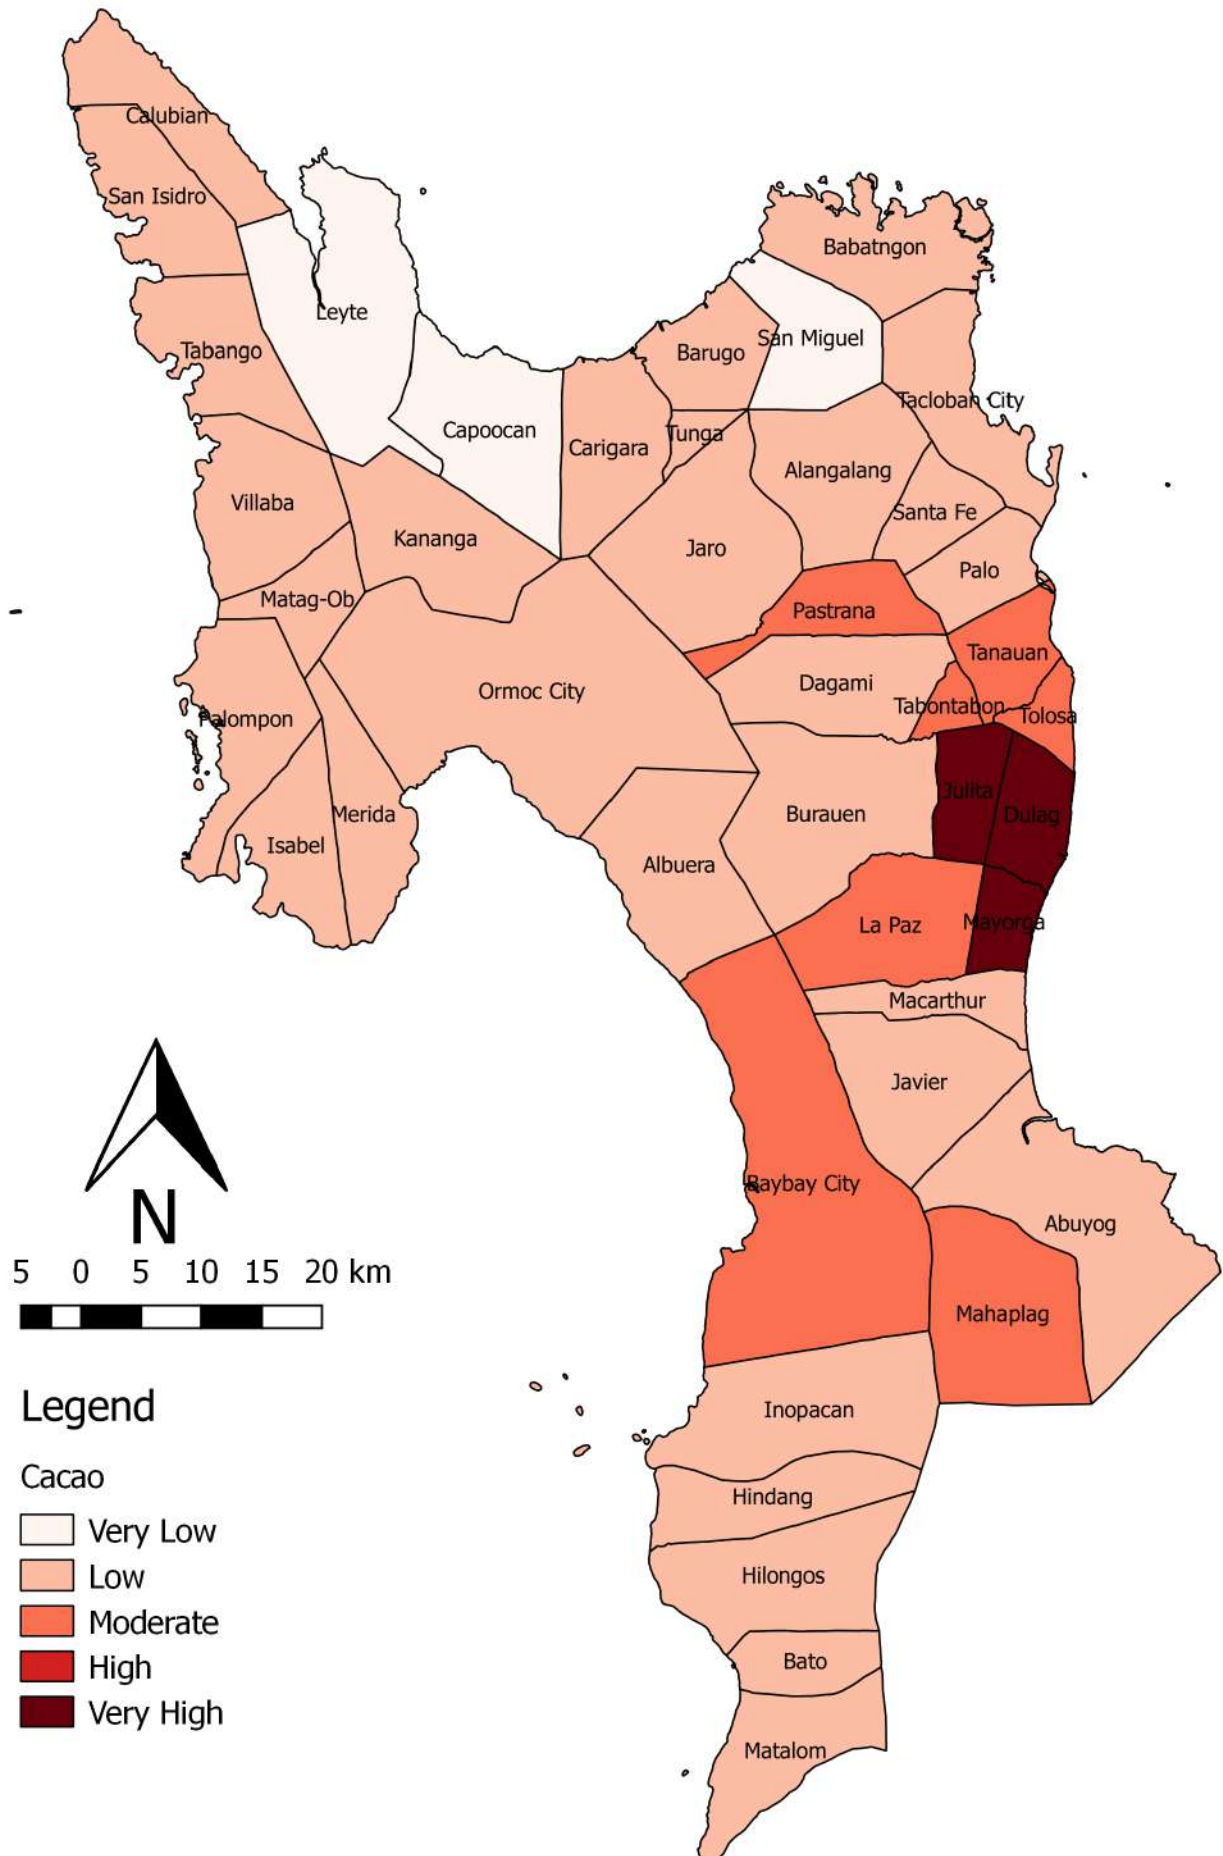 Calubian
San Isidro
Babatngon
Leyte
San Miguel
Tabango
Barugo
Tacloban City
Capoocan
Tunga
Carigara
Alangalang
Villaba
Santa Fe
Kananga
Jaro
Palo
Matag-Ob
Pastrana
Tanauan
Dagami
Ormoc City
Tabontabon
Tolosa
Palompon
Julita
Merida
Burauen
Dulag
Isabel
Albuera
La Paz
Mayorga
Macarthur
Javier
Baybay City
N
Abuyog
5 0 5 10 15 20 km
Mahaplag
Legend
Inopacan
Cacao
Hindang
Very Low
Low
Hilongos
Moderate
High
Bato
Very High
Matalom